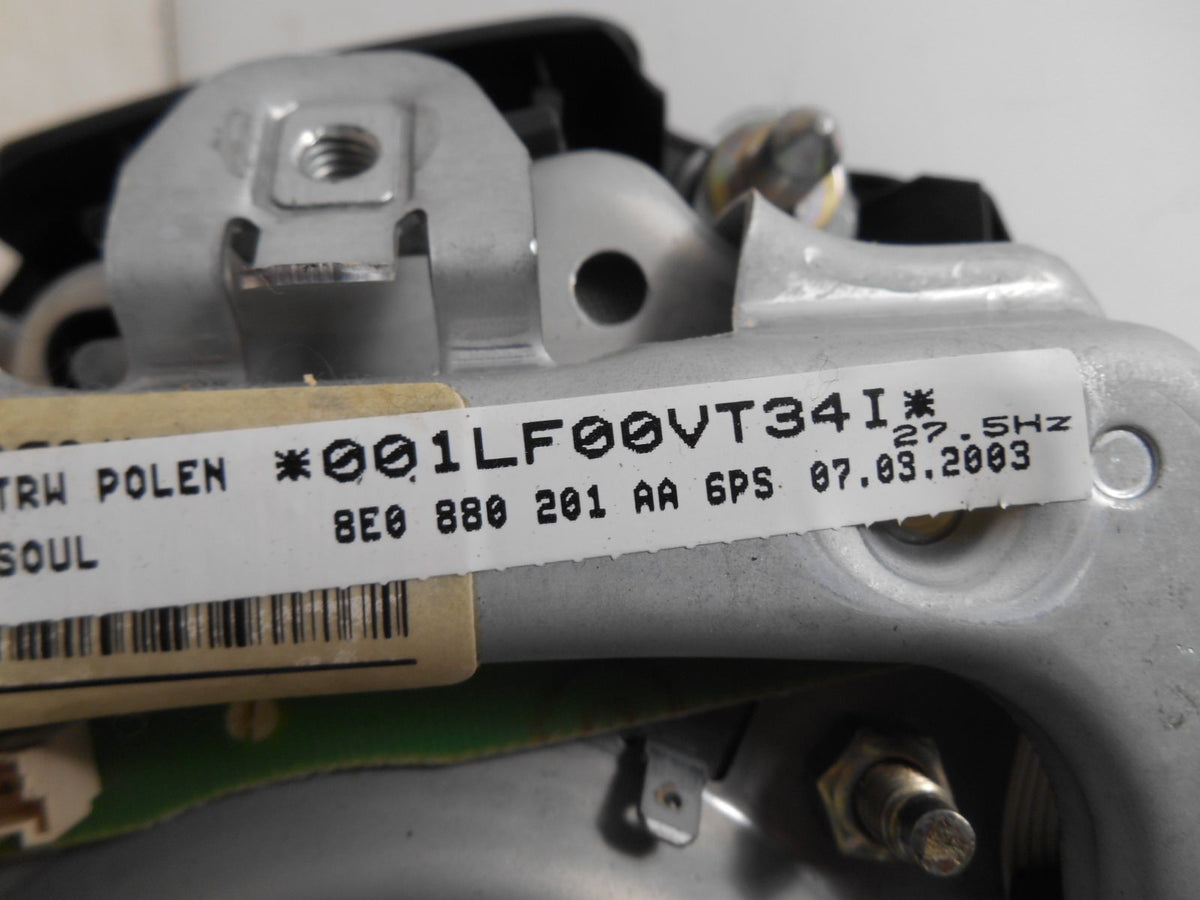 *001LF00VT34I*
27.5Hz
TRW POLEN
8E0 880 201 AA 6PS 07.03.2003
SOUL